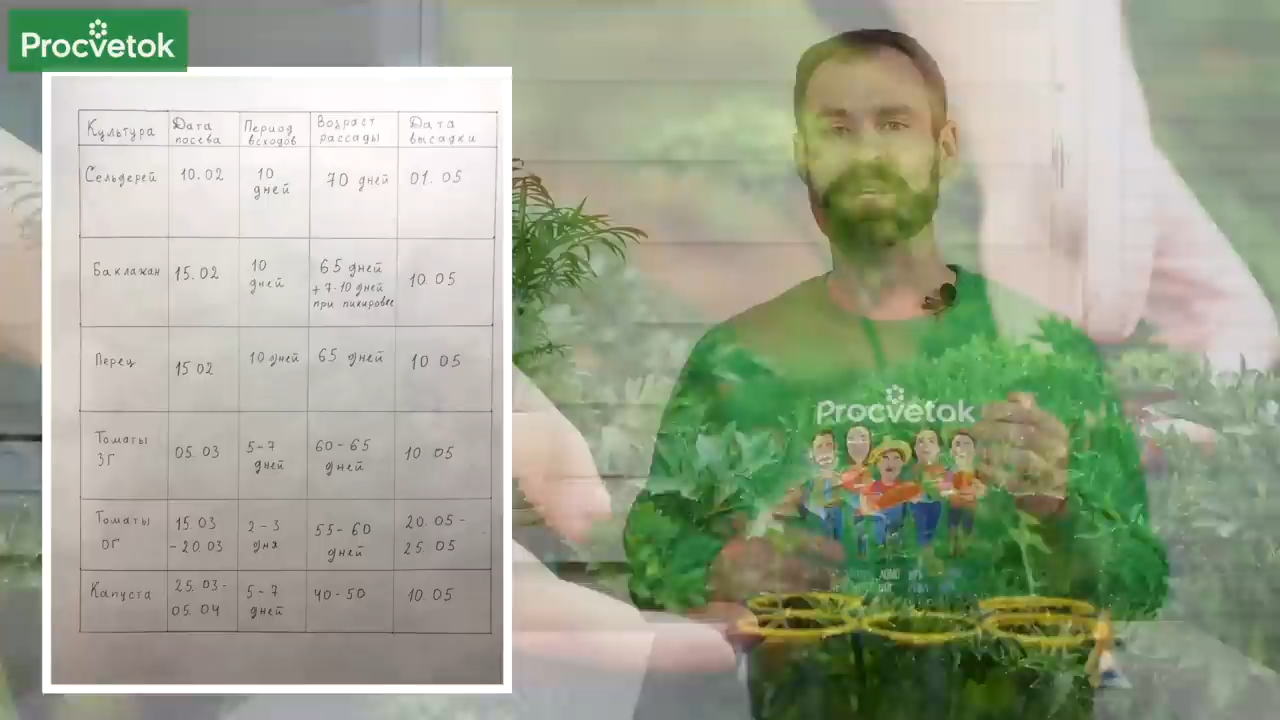 Procvetok
Культура
Дата
посева
Период
всходов
Возраст
рассады
Дата
высадки
Сельдерей
10.02
10
дней
70 дней
01. 05
Баклажан
15.02
10
дней
65 дней
+ 7-10 дней
при пикировке
10 05
Перец
15 02
10 дней
65 дней
10 05
Томаты
ЗГ
05. 03
5-7
дней
60-65
дней
10 05
Томаты
ОГ
15.03
-20.03
2-3
дня
55-60
дней
20. 05-
25. 05
Капуста
25. 03-
05. 04
5-7
дней
40-50
10. 05
Procvetok